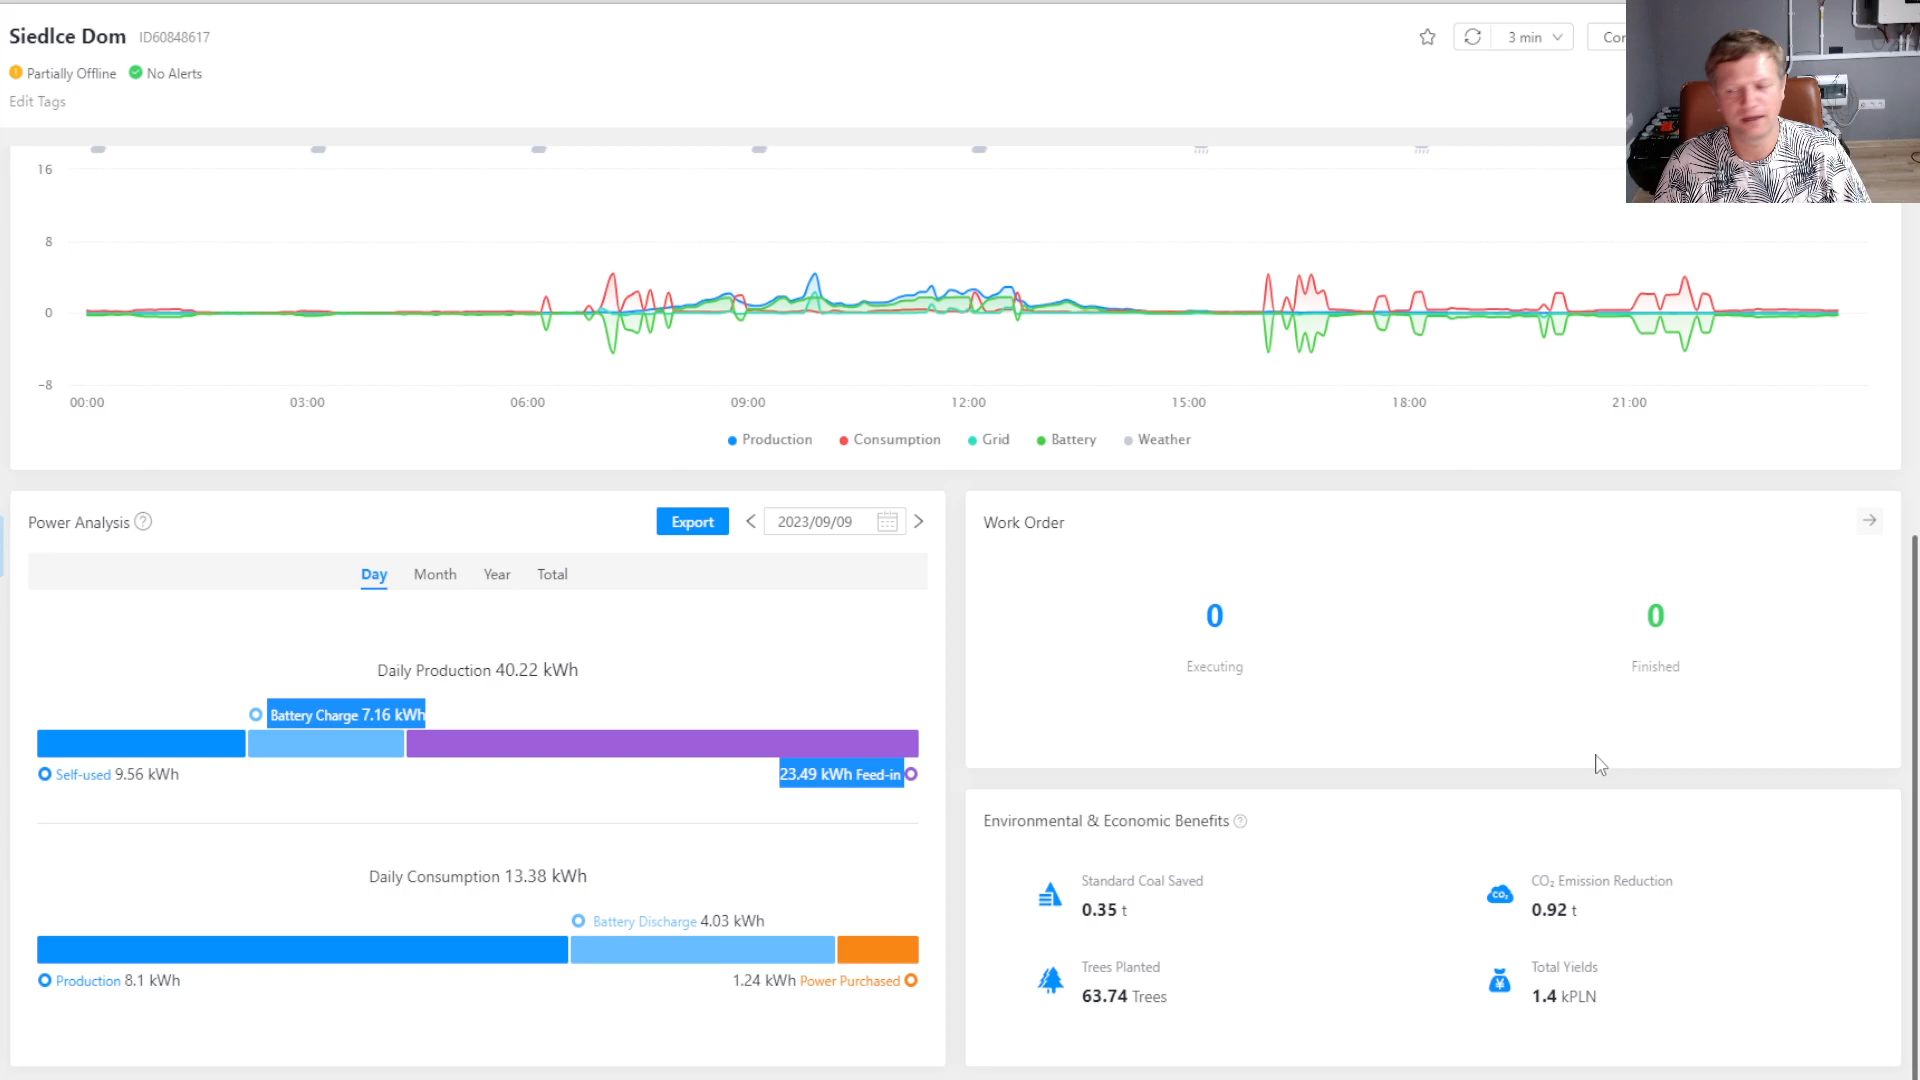 Siedlce Dom ID60848617
3 min
Partially Offline No Alerts
Edit Tags
16
8
0
-8
00:00 03:00 06:00 09:00 12:00 15:00 18:00 21:00
Production Consumption Grid Battery Weather
Power Analysis ?
Export < 2023/09/09 >
Day Month Year Total
Daily Production 40.22 kWh
Battery Charge 7.16 kWh
Self-used 9.56 kWh
23.49 kWh Feed-in
Daily Consumption 13.38 kWh
Battery Discharge 4.03 kWh
Production 8.1 kWh
1.24 kWh Power Purchased
Work Order
0
Executing
0
Finished
Environmental & Economic Benefits ?
Standard Coal Saved
0.35 t
CO₂ CO₂ Emission Reduction
0.92 t
Trees Planted
63.74 Trees
¥ Total Yields
1.4 kPLN